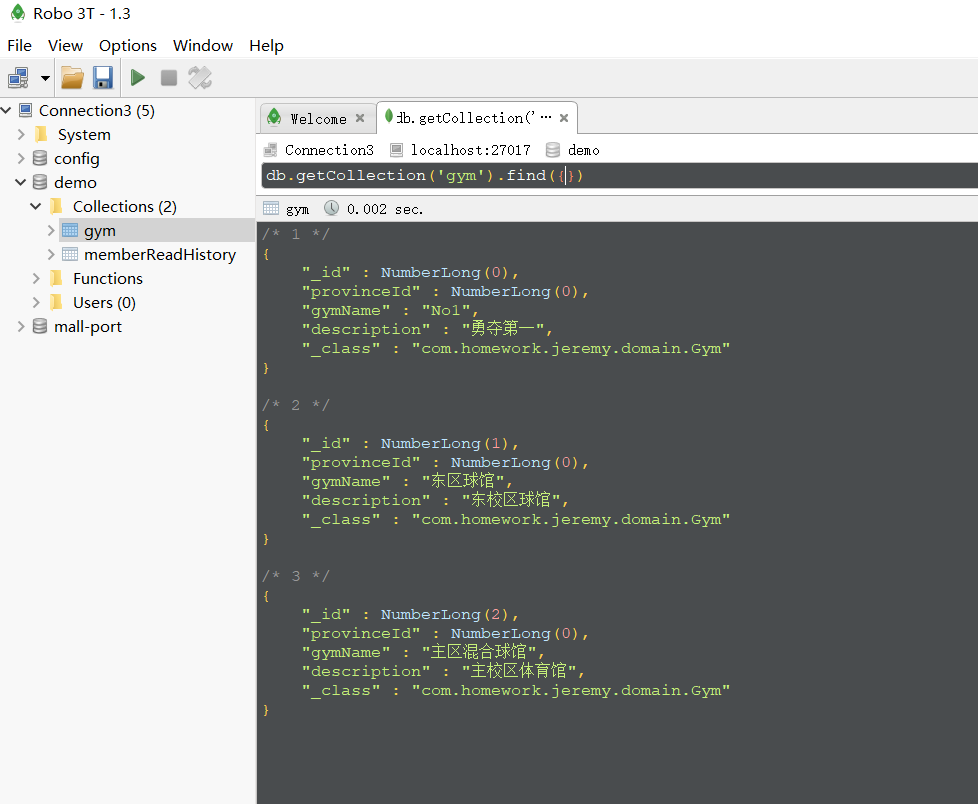 Robo 3T - 1.3
File View Options Window Help
Connection3 (5)
System
config
demo
Collections (2)
gym
memberReadHistory
Functions
Users (0)
mall-port
Welcome
db.getCollection('···
Connection3 localhost:27017 demo
db.getCollection('gym').find({})
gym 0.002 sec.
/* 1 */
{
"_id" : NumberLong(0),
"provinceId" : NumberLong(0),
"gymName" : "No1",
"description" : "勇夺第一",
"_class" : "com.homework.jeremy.domain.Gym"
}
/* 2 */
{
"_id" : NumberLong(1),
"provinceId" : NumberLong(0),
"gymName" : "东区球馆",
"description" : "东校区球馆",
"_class" : "com.homework.jeremy.domain.Gym"
}
/* 3 */
{
"_id" : NumberLong(2),
"provinceId" : NumberLong(0),
"gymName" : "主区混合球馆",
"description" : "主校区体育馆",
"_class" : "com.homework.jeremy.domain.Gym"
}